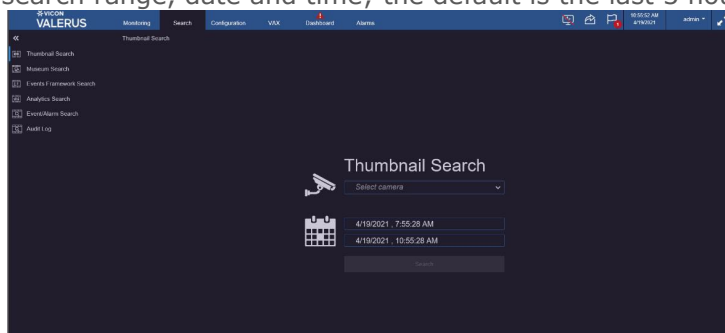 search range, date and time; the default is the last 3 hou
VICON
VALERUS
Monitoring Search Configuration VAX Dashboard Alarms
10:55:52 AM
4/19/2021
admin
Thumbnail Search
Thumbnail Search
Museum Search
Events Framework Search
Analytics Search
Event/Alarm Search
Audit Log
Thumbnail Search
Select camera
4/19/2021 , 7:55:28 AM
4/19/2021 , 10:55:28 AM
Search